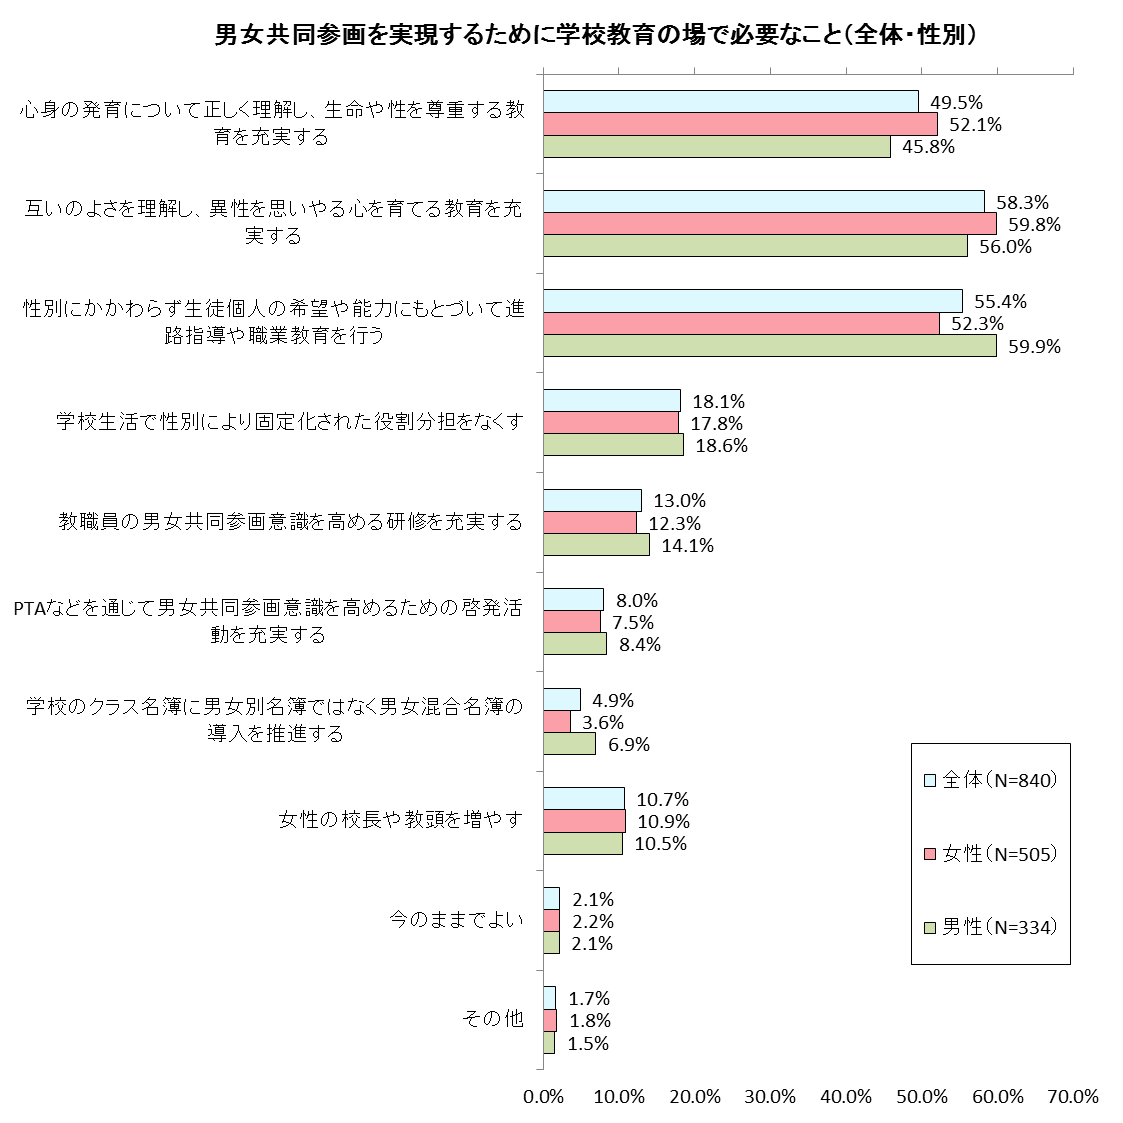 男女共同参画を実現するために学校教育の場で必要なこと（全体・性別）
心身の発育について正しく理解し、生命や性を尊重する教
育を充実する
49.5%
52.1%
45.8%
互いのよさを理解し、異性を思いやる心を育てる教育を充
実する
58.3%
59.8%
56.0%
性別にかかわらず生徒個人の希望や能力にもとづいて進
路指導や職業教育を行う
55.4%
52.3%
59.9%
学校生活で性別により固定化された役割分担をなくす
18.1%
17.8%
18.6%
教職員の男女共同参画意識を高める研修を充実する
13.0%
12.3%
14.1%
PTAなどを通じて男女共同参画意識を高めるための啓発活
動を充実する
8.0%
7.5%
8.4%
学校のクラス名簿に男女別名簿ではなく男女混合名簿の
導入を推進する
4.9%
3.6%
6.9%
女性の校長や教頭を増やす
10.7%
10.9%
10.5%
今のままでよい
2.1%
2.2%
2.1%
その他
1.7%
1.8%
1.5%
全体（N=840）
女性（N=505）
男性（N=334）
0.0% 10.0% 20.0% 30.0% 40.0% 50.0% 60.0% 70.0%